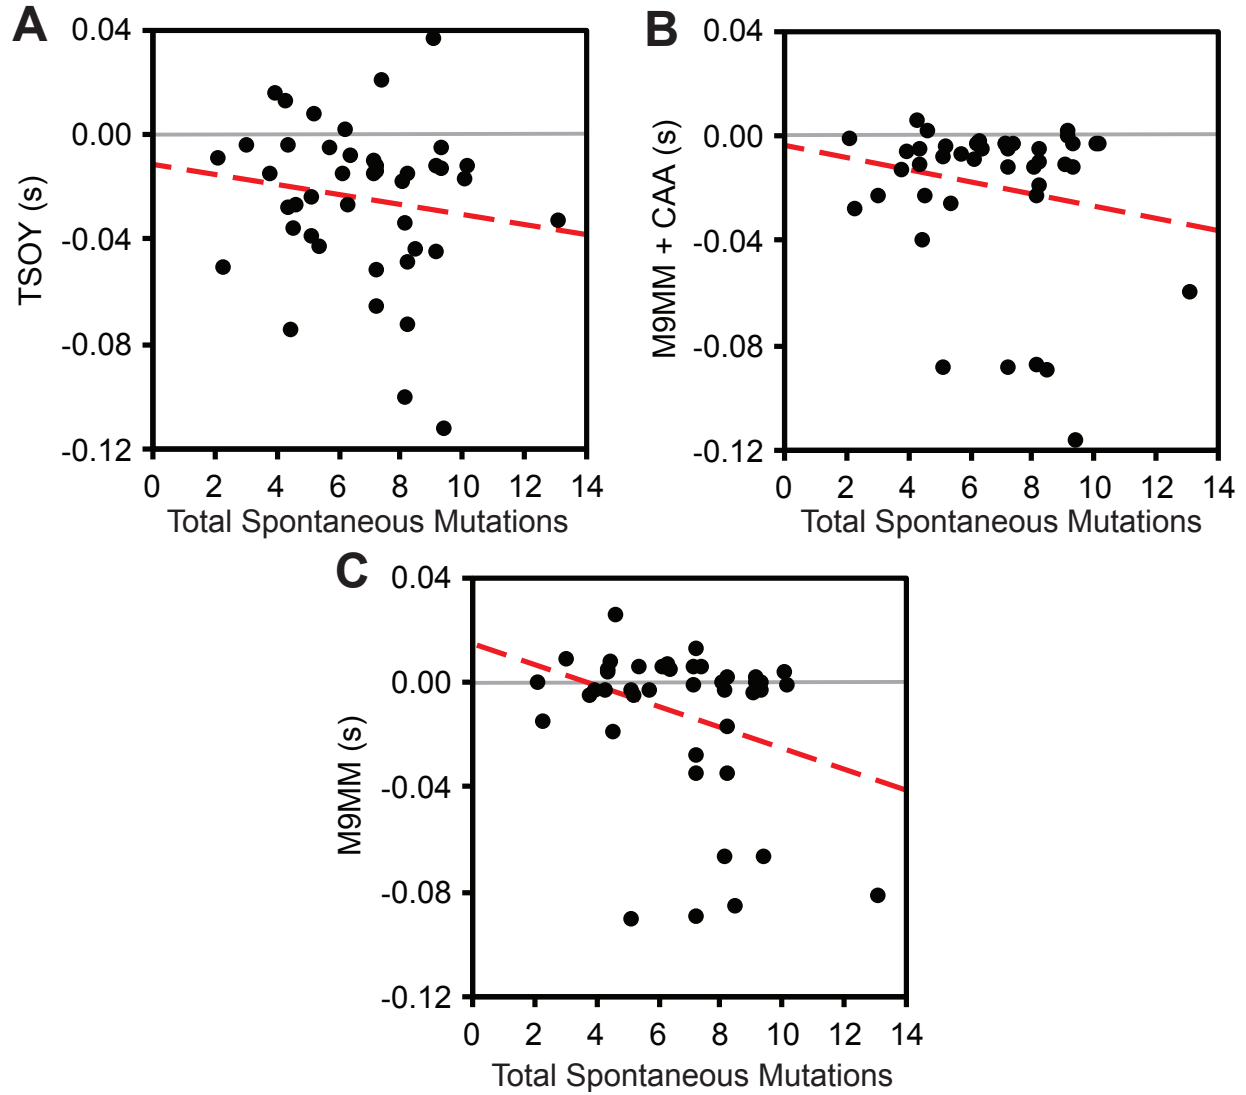 A
0.04
0.00
-0.04
-0.08
-0.12
TSOY (s)
0 2 4 6 8 10 12 14
Total Spontaneous Mutations
B
0.04
0.00
-0.04
-0.08
-0.12
M9MM + CAA (s)
0 2 4 6 8 10 12 14
Total Spontaneous Mutations
C
0.04
0.00
-0.04
-0.08
-0.12
M9MM (s)
0 2 4 6 8 10 12 14
Total Spontaneous Mutations